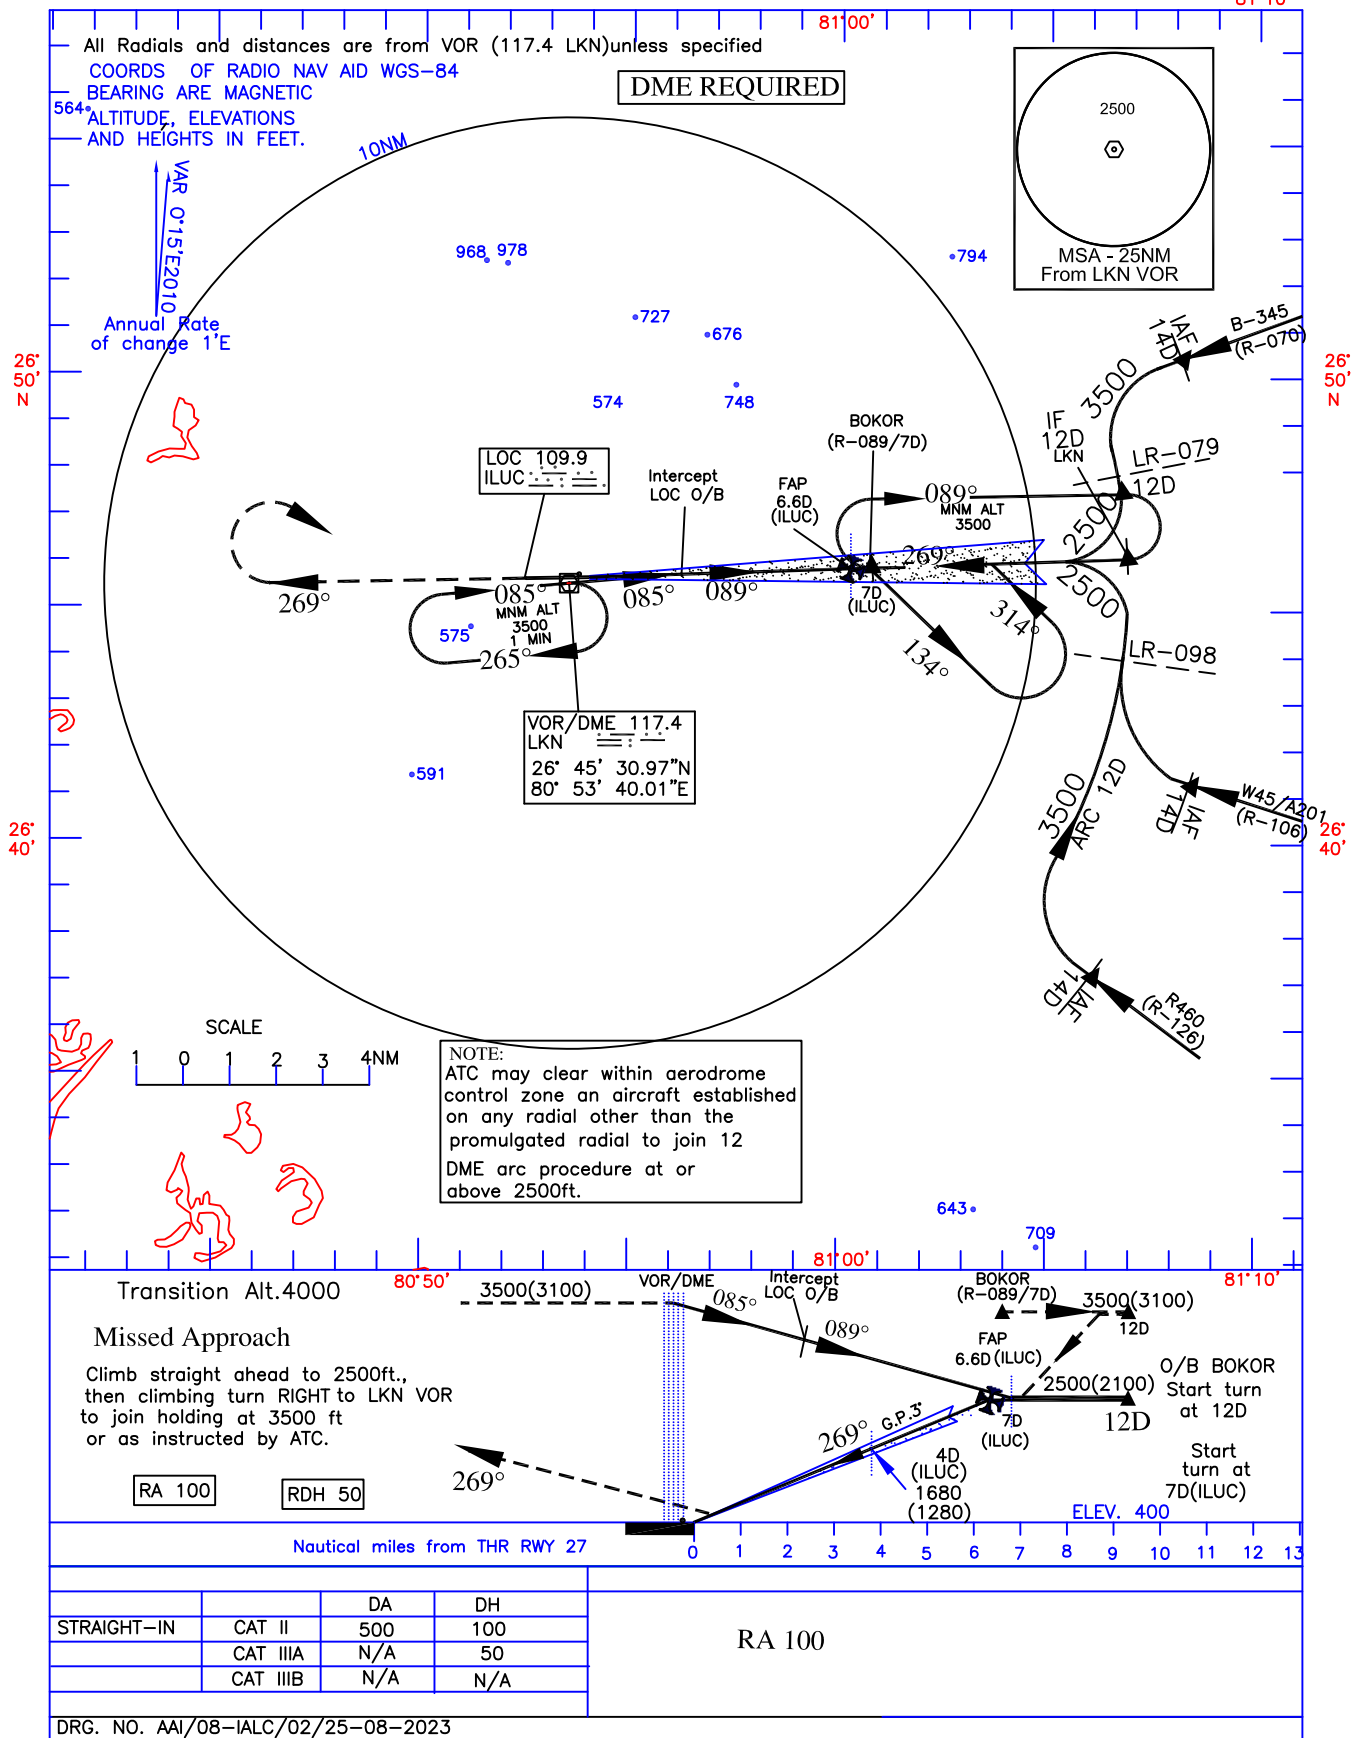 81°10'
81°00'
All Radials and distances are from VOR (117.4 LKN)unless specified
COORDS OF RADIO NAV AID WGS-84
BEARING ARE MAGNETIC
ALTITUDE, ELEVATIONS
AND HEIGHTS IN FEET.
564
DME REQUIRED
2500
MSA - 25NM
From LKN VOR
10NM
VAR 0°15'E2010
Annual Rate
of change 1'E
968 978
794
727
676
574
748
26°
50'
N
26°
50'
N
B-345
(R-070)
IAF
14D
3500
IF
12D
LKN
LR-079
12D
BOKOR
(R-089/7D)
LOC 109.9
ILUC
Intercept
LOC O/B
FAP
6.6D
(ILUC)
089°
MNM ALT
3500
2500
269°
2500
269°
085°
085°
089°
7D
(ILUC)
MNM ALT
3500
1 MIN
575
265°
314°
134°
LR-098
VOR/DME 117.4
LKN
26° 45' 30.97"N
80° 53' 40.01"E
591
W45/A201
(R-106)
IAF
14D
3500
ARC 12D
26°
40'
26°
40'
R460
(R-126)
IAF
14D
SCALE
1 0 1 2 3 4NM
NOTE:
ATC may clear within aerodrome
control zone an aircraft established
on any radial other than the
promulgated radial to join 12
DME arc procedure at or
above 2500ft.
643
709
80°50'
81°00'
81°10'
Transition Alt.4000
3500(3100)
VOR/DME
Intercept
LOC O/B
BOKOR
(R-089/7D)
3500(3100)
12D
085°
089°
Missed Approach
Climb straight ahead to 2500ft.,
then climbing turn RIGHT to LKN VOR
to join holding at 3500 ft
or as instructed by ATC.
FAP
6.6D(ILUC)
2500(2100)
12D
O/B BOKOR
Start turn
at 12D
7D
(ILUC)
G.P.3°
269°
4D
(ILUC)
1680
(1280)
Start
turn at
7D(ILUC)
269°
RA 100
RDH 50
ELEV. 400
Nautical miles from THR RWY 27
0 1 2 3 4 5 6 7 8 9 10 11 12 13
DA DH
STRAIGHT-IN CAT II 500 100
CAT IIIA N/A 50
CAT IIIB N/A N/A
RA 100
DRG. NO. AAI/08-IALC/02/25-08-2023